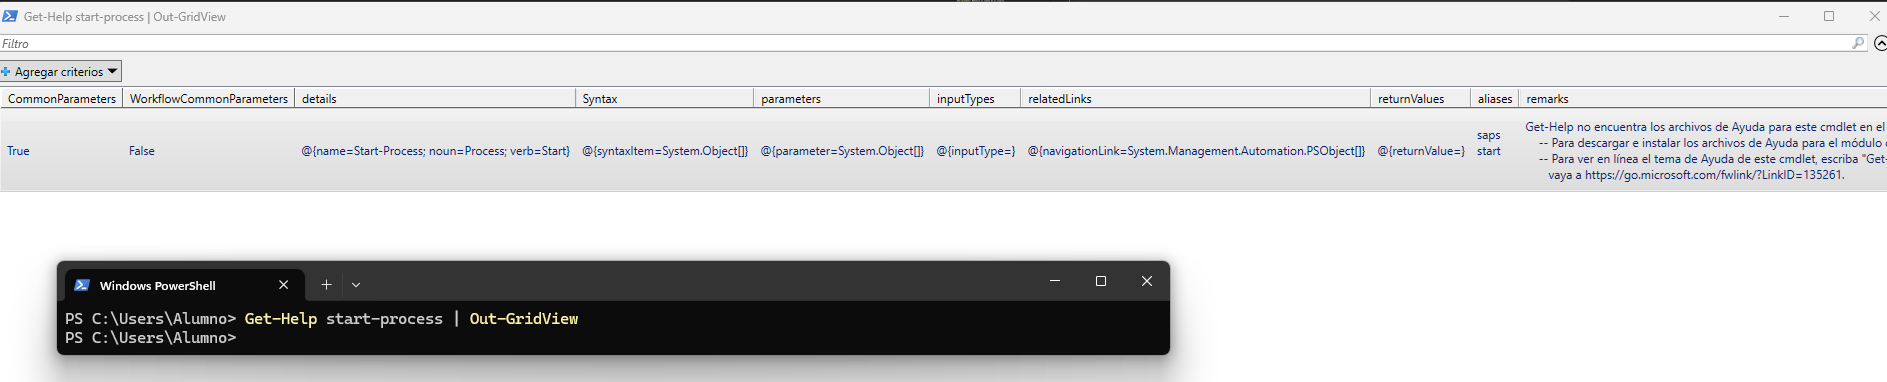 Get-Help start-process | Out-GridView
Filtro
Agregar criterios
CommonParameters WorkflowCommonParameters details Syntax parameters inputTypes relatedLinks returnValues aliases remarks
True False @{name=Start-Process; noun=Process; verb=Start} @{syntaxItem=System.Object[]} @{parameter=System.Object[]} @{inputType=} @{navigationLink=System.Management.Automation.PSObject[]} @{returnValue=}
saps
start
Get-Help no encuentra los archivos de Ayuda para este cmdlet en el
-- Para descargar e instalar los archivos de Ayuda para el módulo
-- Para ver en línea el tema de Ayuda de este cmdlet, escriba "Get-
vaya a https://go.microsoft.com/fwlink/?LinkID=135261.
Windows PowerShell
PS C:\Users\Alumno> Get-Help start-process | Out-GridView
PS C:\Users\Alumno>